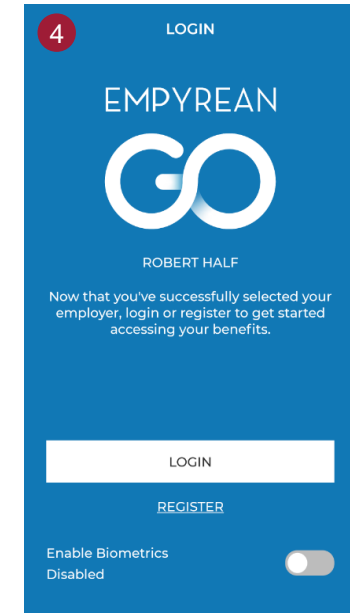 4
LOGIN
EMPYREAN
GO
ROBERT HALF
Now that you've successfully selected your
employer, login or register to get started
accessing your benefits.
LOGIN
REGISTER
Enable Biometrics
Disabled